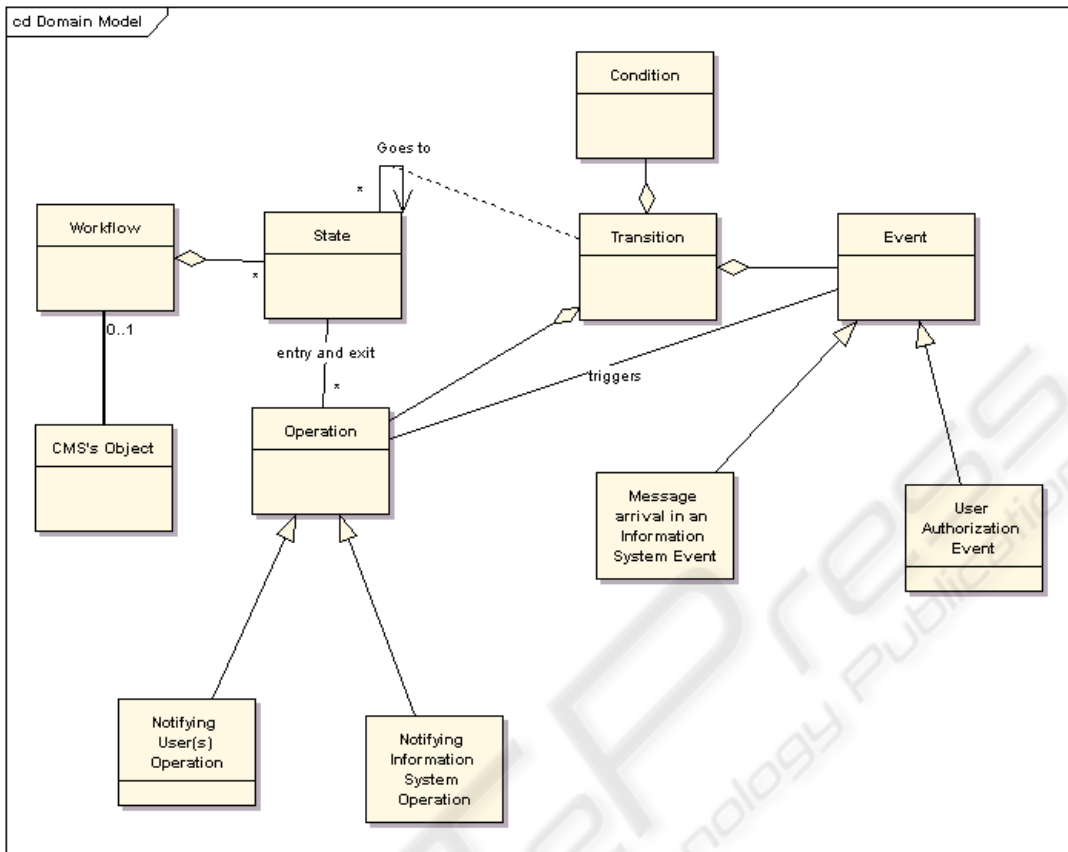 cd Domain Model
Condition
Goes to
*
Workflow
State
Transition
Event
*
0..1
entry and exit
*
triggers
CMS's Object
Operation
Message
arrival in an
Information
System Event
User
Authorization
Event
Notifying
User(s)
Operation
Notifying
Information
System
Operation